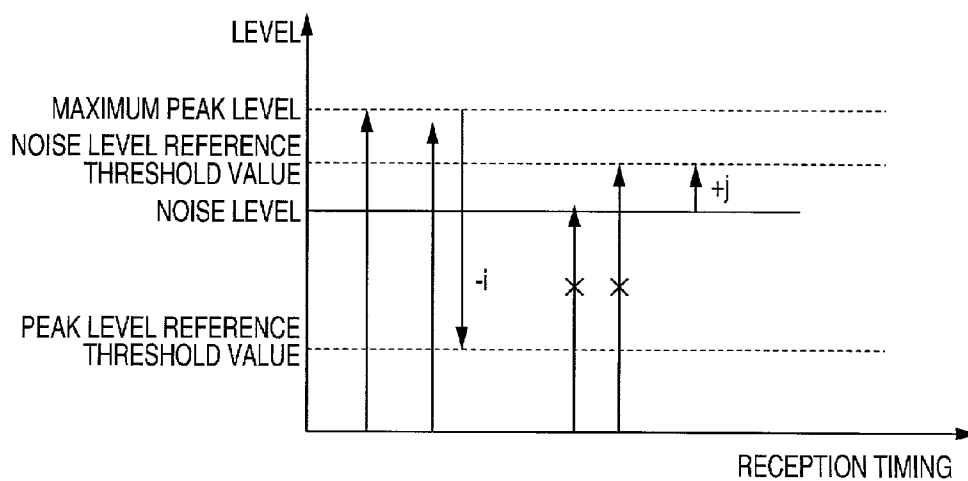 LEVEL
MAXIMUM PEAK LEVEL
NOISE LEVEL REFERENCE
THRESHOLD VALUE
+j
NOISE LEVEL
-i
PEAK LEVEL REFERENCE
THRESHOLD VALUE
RECEPTION TIMING